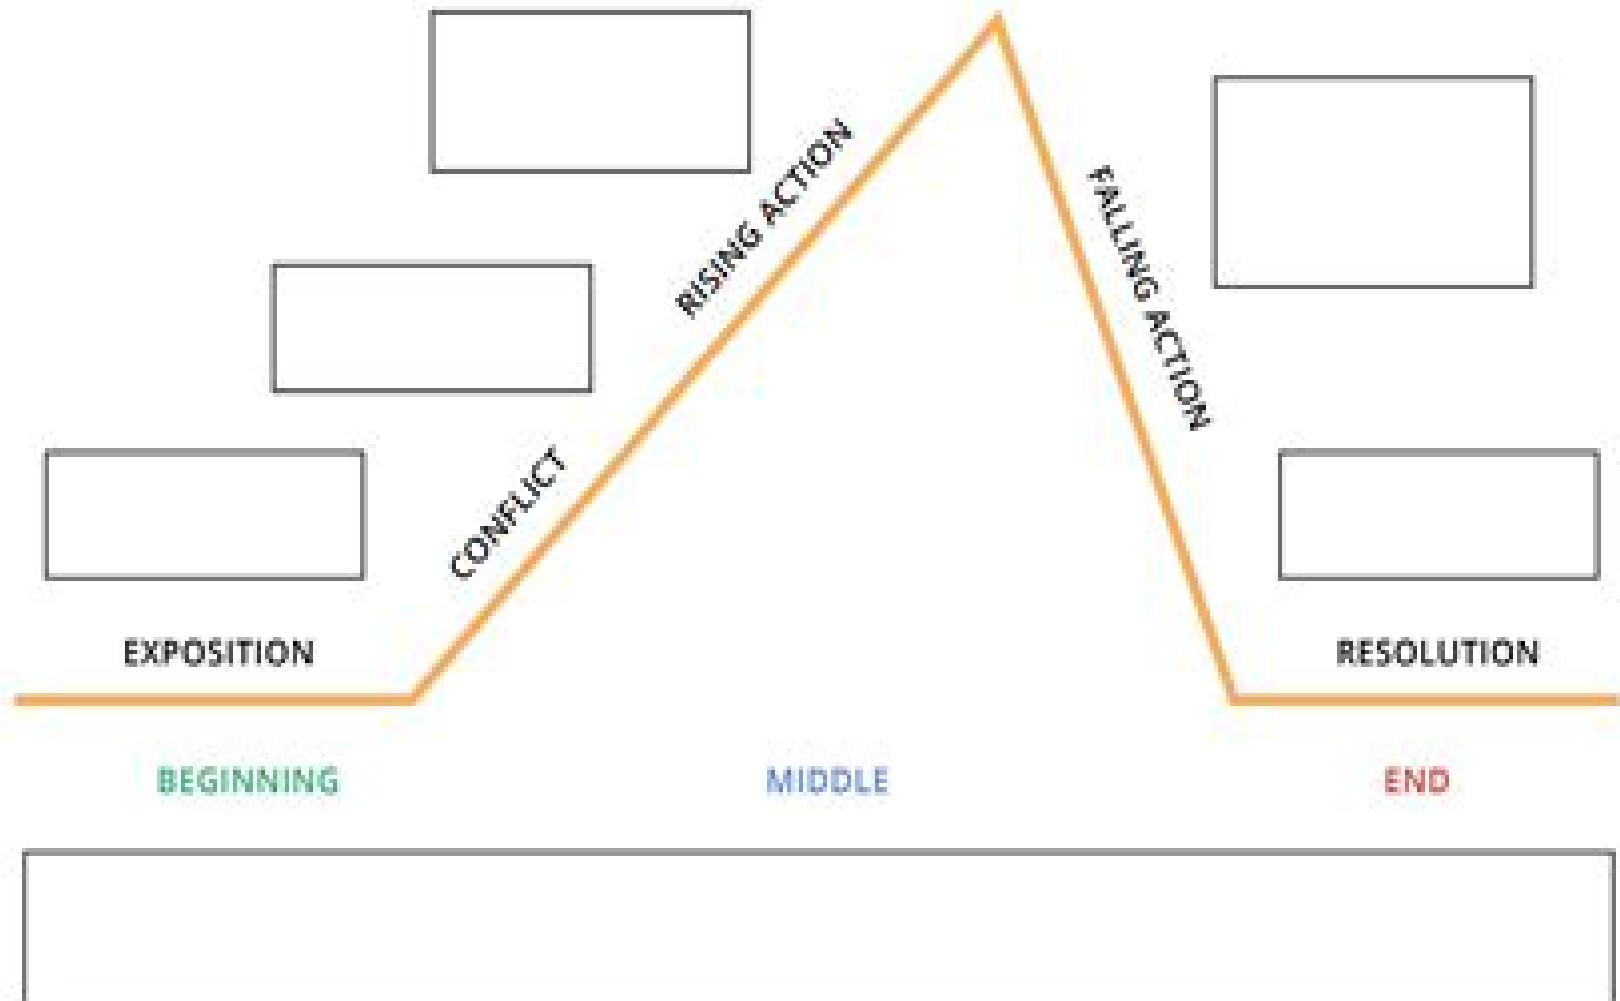 RISING ACTION
FALLING ACTION
CONFLICT
EXPOSITION
RESOLUTION
BEGINNING
MIDDLE
END